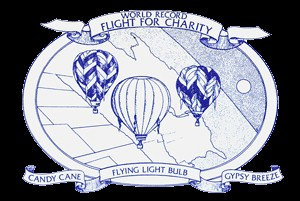 WORLD RECORD
FLIGHT FOR CHARITY
CANDY CANE
FLYING LIGHT BULB
GYPSY BREEZE